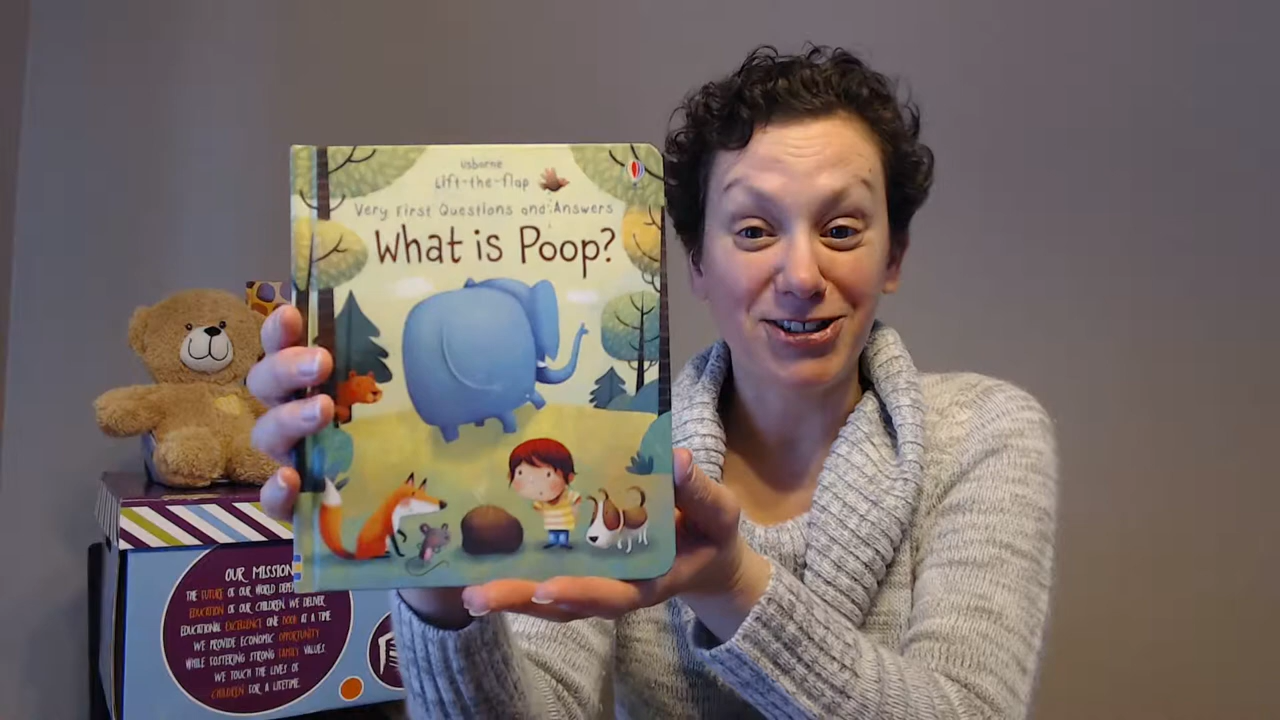 Usborne
Lift-the-flap
Very First Questions and Answers
What is Poop?
OUR MISSION
THE FUTURE OF OUR WORLD DEPE
EDUCATION OF OUR CHILDREN. WE DELIVER
EDUCATIONAL EXCELLENCE ONE BOOK AT A TIME.
WE PROVIDE ECONOMIC OPPORTUNITY
WHILE FOSTERING STRONG FAMILY VALUES.
WE TOUCH THE LIVES OF
CHILDREN FOR A LIFETIME.